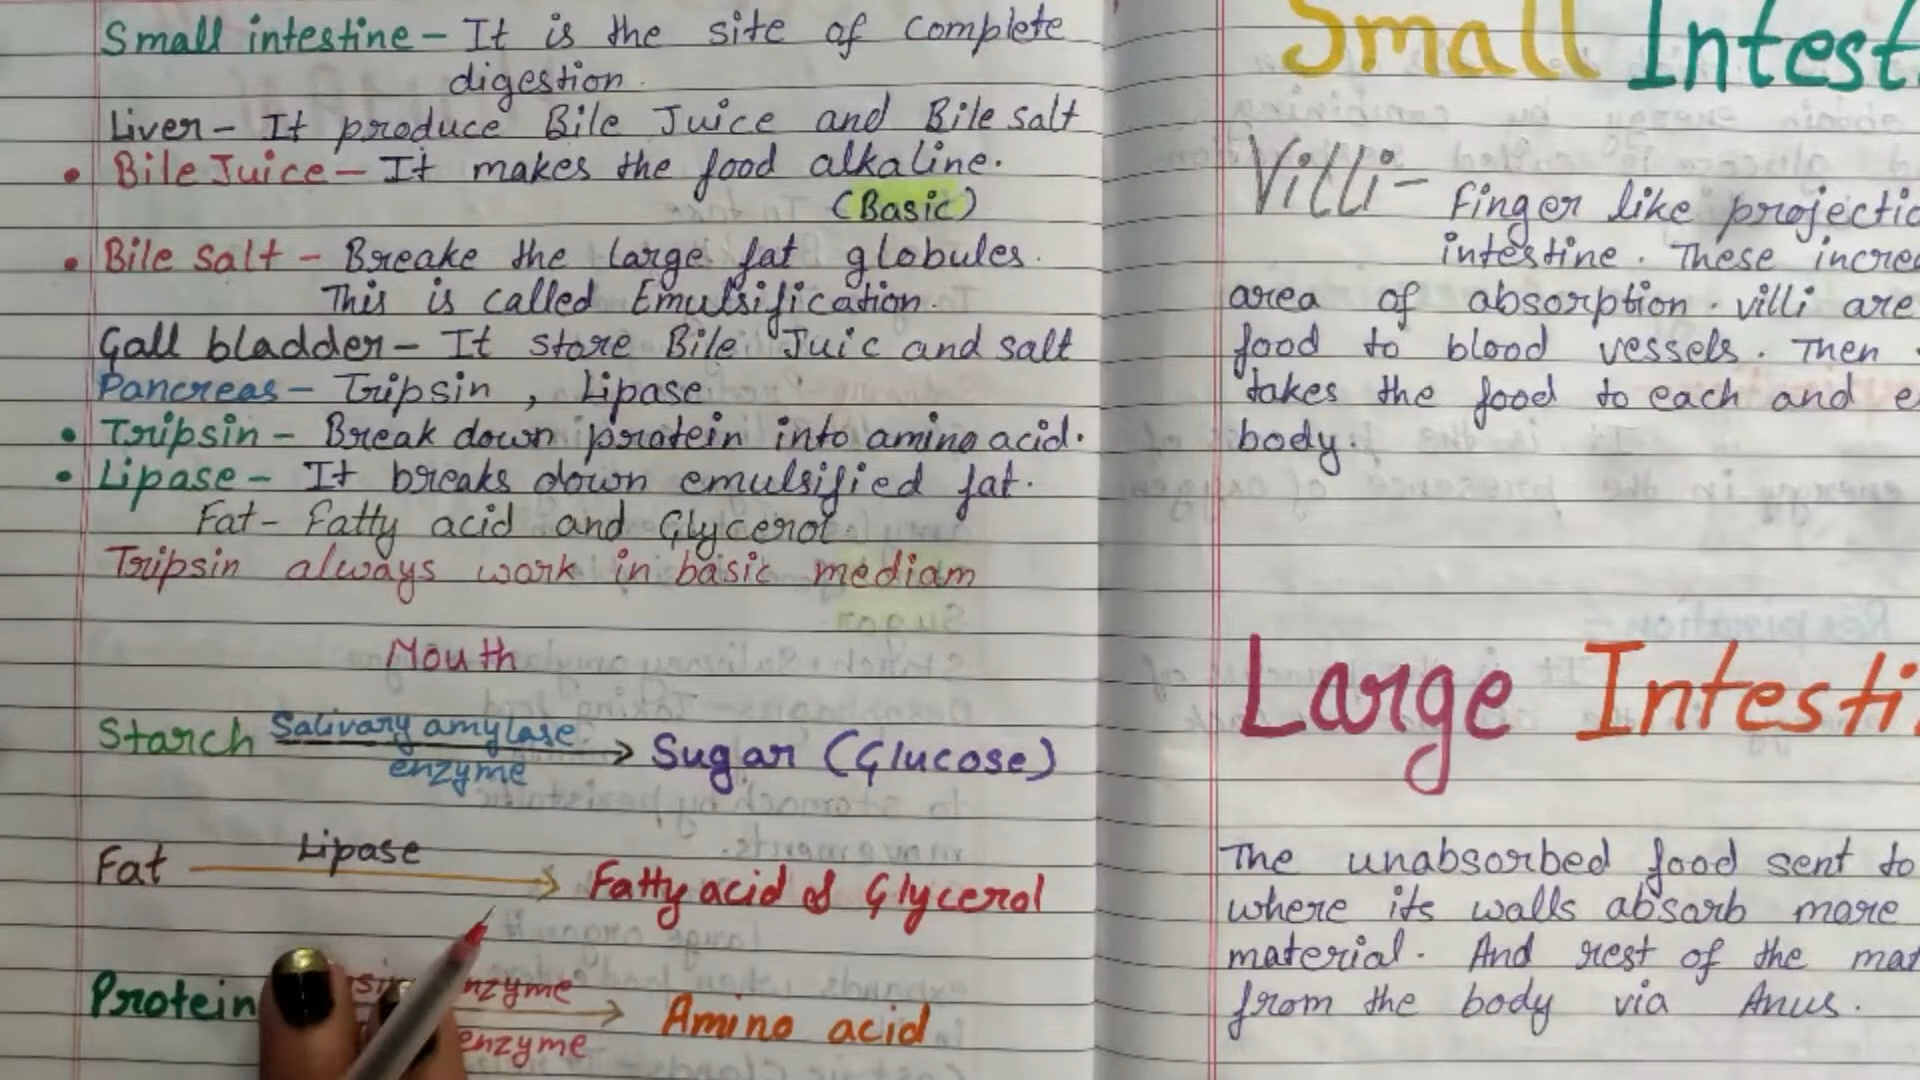 Small intestine - It is the site of complete
digestion.
Liver - It produce Bile Juice and Bile salt
• Bile Juice - It makes the food alkaline.
(Basic)
• Bile salt - Breake the large fat globules.
This is called Emulsification.
Gall bladder - It store Bile Juic and salt
Pancreas - Tripsin , Lipase
• Tripsin - Break down protein into amino acid.
• Lipase - It breaks down emulsified fat.
Fat - Fatty acid and Glycerol
Tripsin always work in basic mediam
Mouth
Starch Salivary amylase → Sugar (Glucose)
enzyme
Lipase
Fat → Fatty acid & Glycerol
Protein → Amino acid
enzyme
Small
Villi - Finger like
intestine. These
area of absorption. villi are
food to blood vessels. Then
takes the food to each and
body.
Large
The unabsorbed food sent to
where its walls absorb more
material. And rest of the
from the body via Anus.